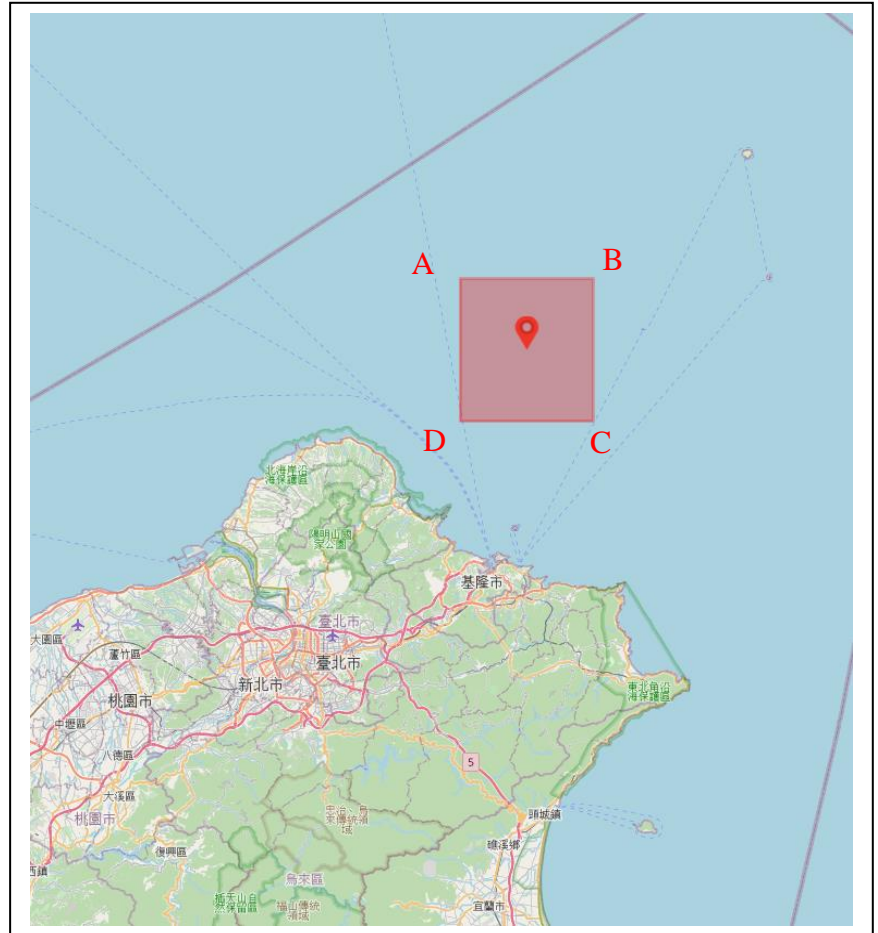 A
B
D
C
北海岸沿
海保護區
陽明山國
家公園
基隆市
大園區
臺北市
蘆竹區
臺北市
新北市
桃園市
東北角沿
海保護區
中壢區
八德區
5
大溪區
桃園市
頭城鎮
礁溪鄉
復興區
西鎮
烏來區
宜蘭市